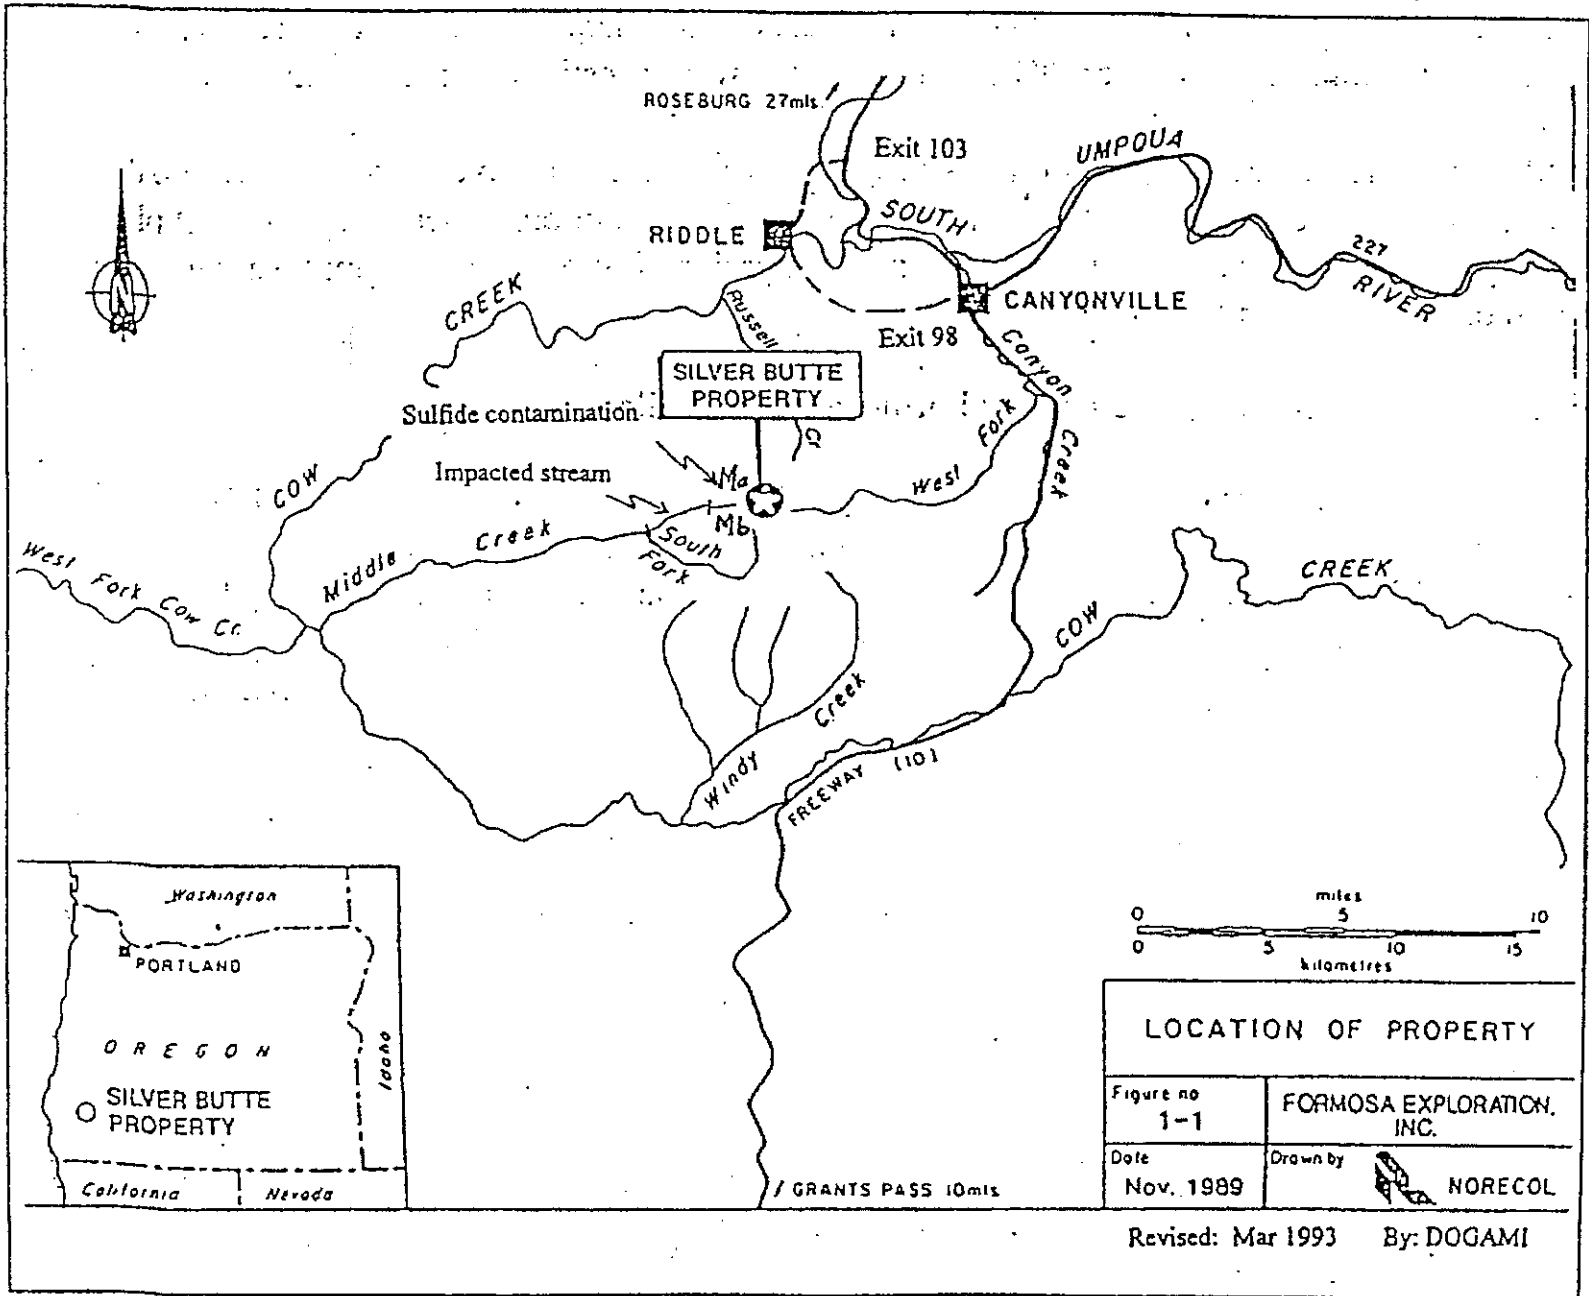 ROSEBURG 27mls.
Exit 103
UMPQUA
SOUTH
RIDDLE
227
RIVER
CREEK
Russell
CANYONVILLE
Exit 98
Canyon
SILVER BUTTE
PROPERTY
Sulfide contamination
Cr
Fork
Creek
Impacted stream
Ma
West
COW
Mb
Middle Creek
South
Fork
West Fork Cow Cr.
CREEK
COW
Windy Creek
FREEWAY (10)
Washington
PORTLAND
OREGON
Idaho
SILVER BUTTE
PROPERTY
California
Nevada
GRANTS PASS 10mls
miles
0 5 10
0 5 10 15
kilometres
LOCATION OF PROPERTY
Figure no
1-1
FORMOSA EXPLORATION,
INC.
Date
Nov. 1989
Drawn by
NORECOL
Revised: Mar 1993 By: DOGAMI